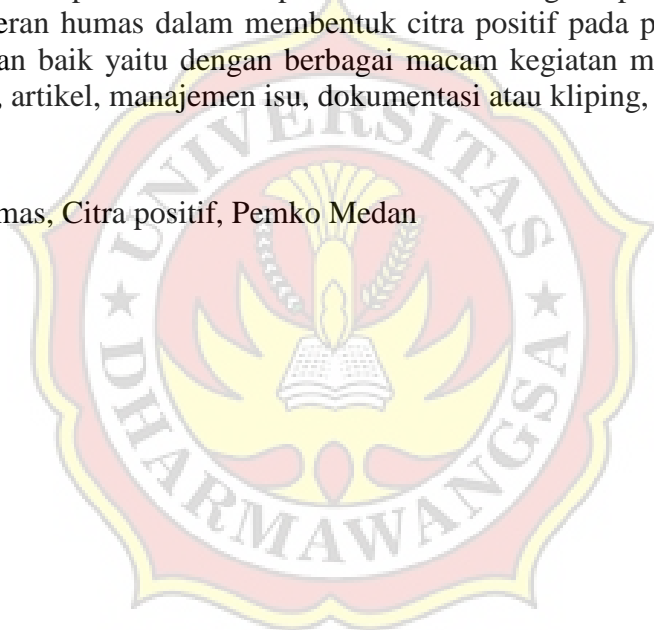 eran humas dalam membentuk citra positif pada p
an baik yaitu dengan berbagai macam kegiatan m
, artikel, manajemen isu, dokumentasi atau kliping,
mas, Citra positif, Pemko Medan
UNIVERSITAS
DHARMAWANGSA